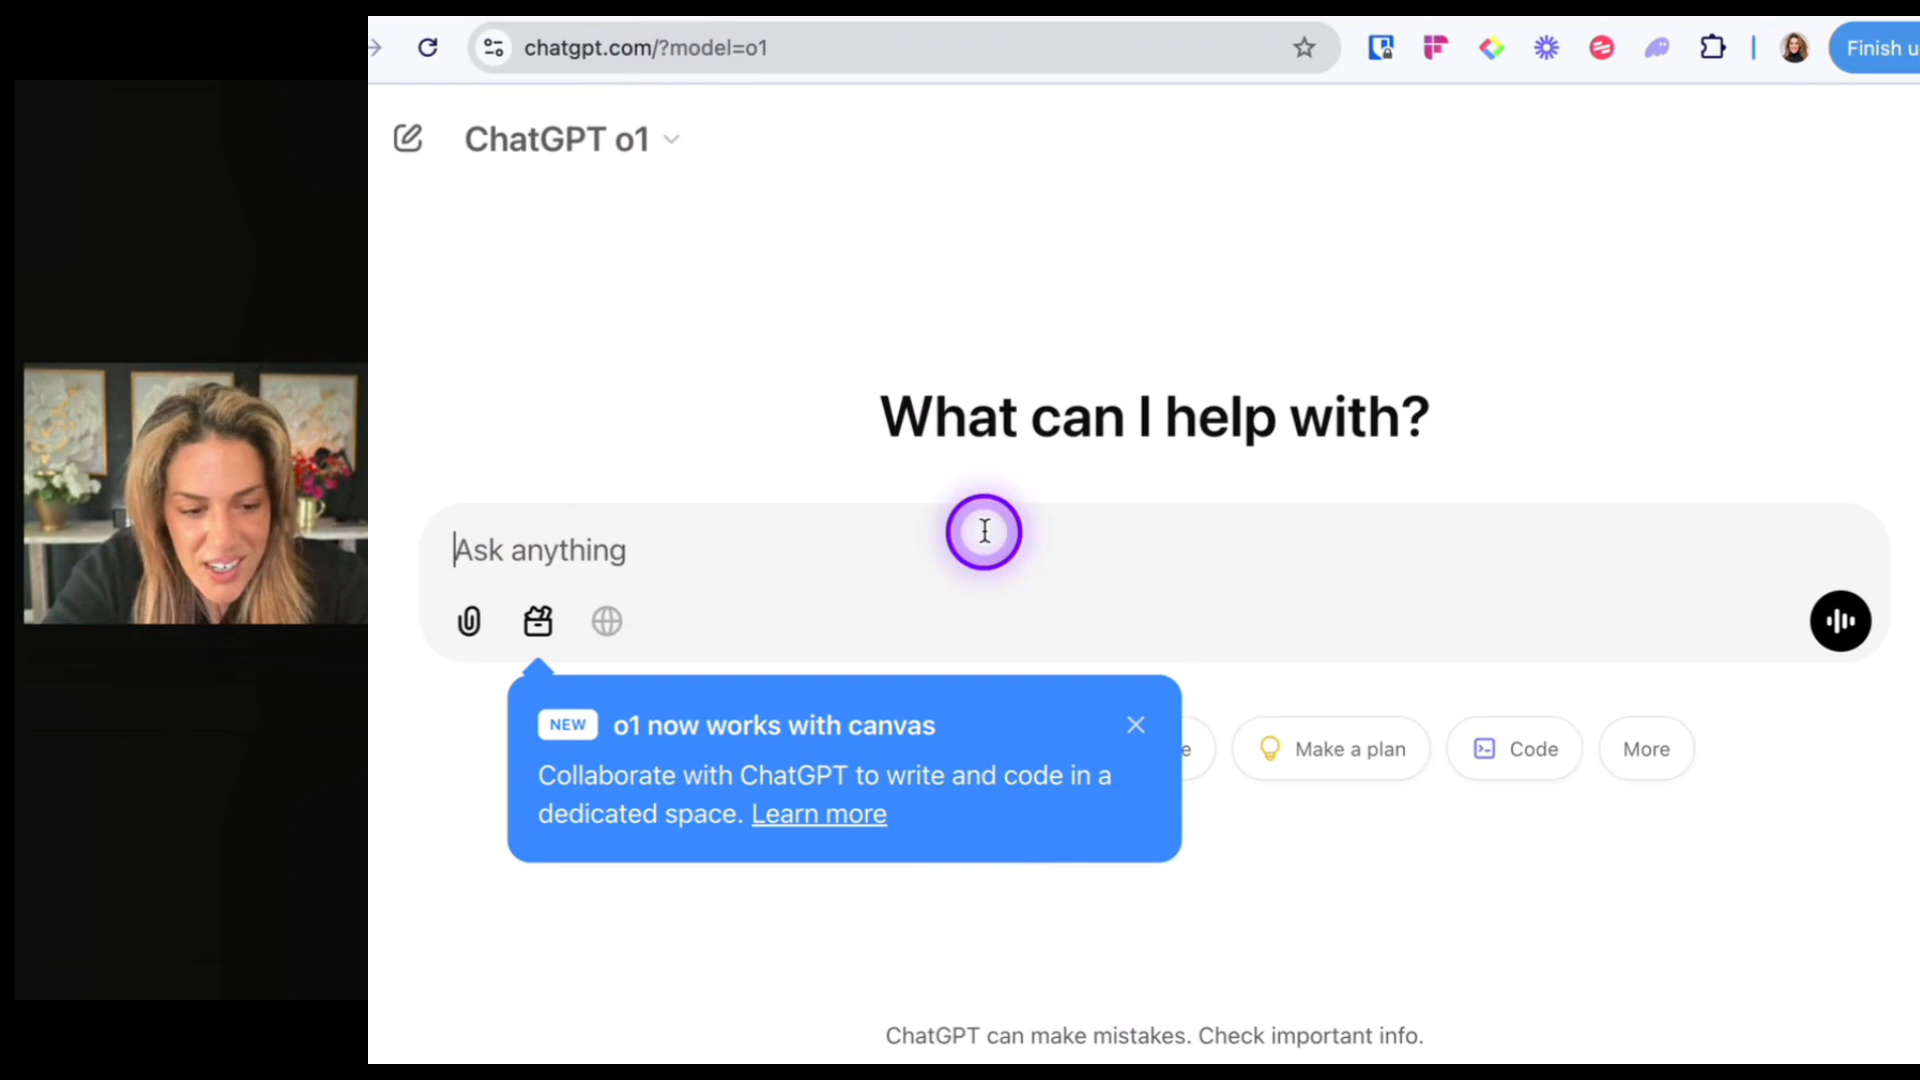 chatgpt.com/?model=o1
Finish u
ChatGPT o1
What can I help with?
Ask anything
NEW o1 now works with canvas
Collaborate with ChatGPT to write and code in a
dedicated space. Learn more
e
Make a plan
Code
More
ChatGPT can make mistakes. Check important info.